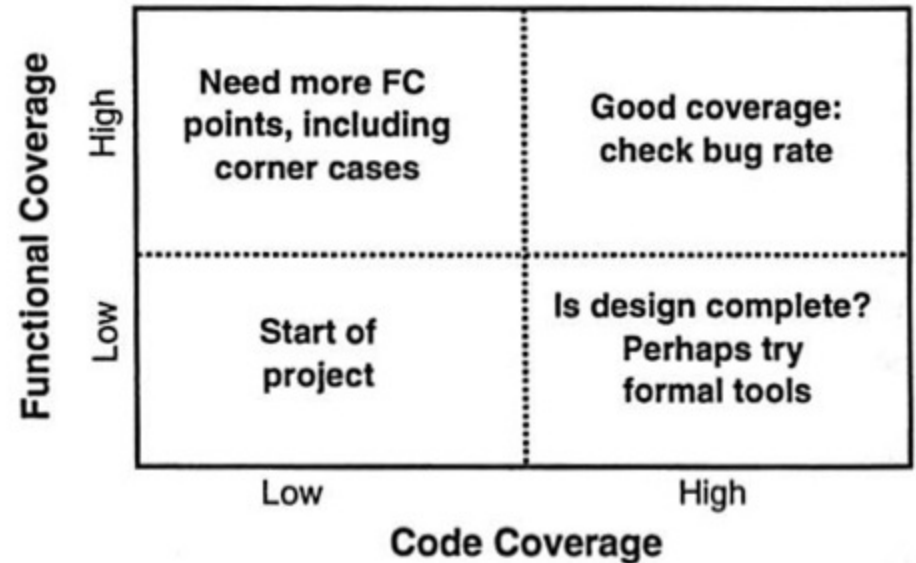 Functional Coverage
High
Low
Need more FC
points, including
corner cases
Good coverage:
check bug rate
Start of
project
Is design complete?
Perhaps try
formal tools
Low
High
Code Coverage